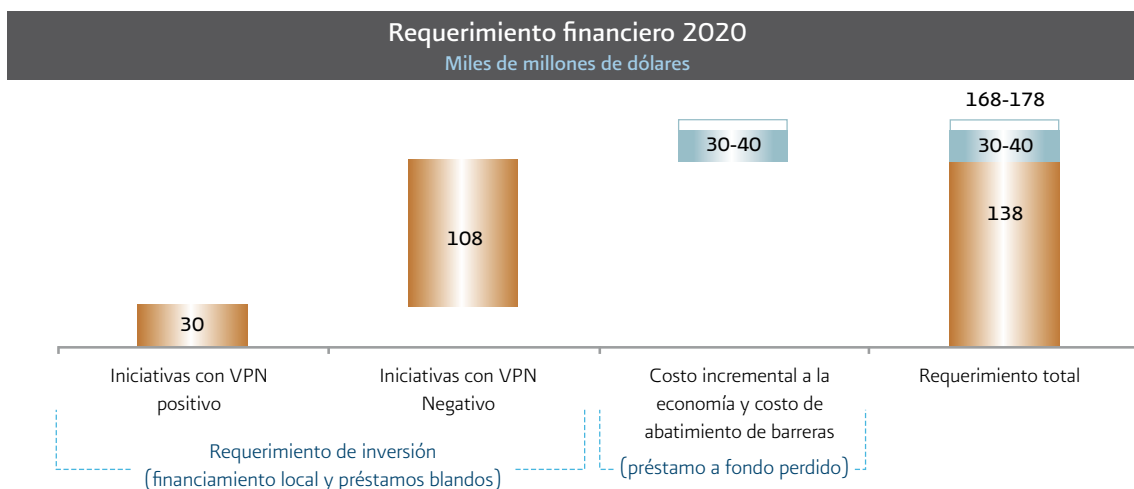 Requerimiento financiero 2020
Miles de millones de dólares
168-178
30-40
30-40
138
108
30
Iniciativas con VPN
positivo
Iniciativas con VPN
Negativo
Costo incremental a la
economía y costo de
abatimiento de barreras
Requerimiento total
Requerimiento de inversión
(financiamiento local y préstamos blandos)
(préstamo a fondo perdido)